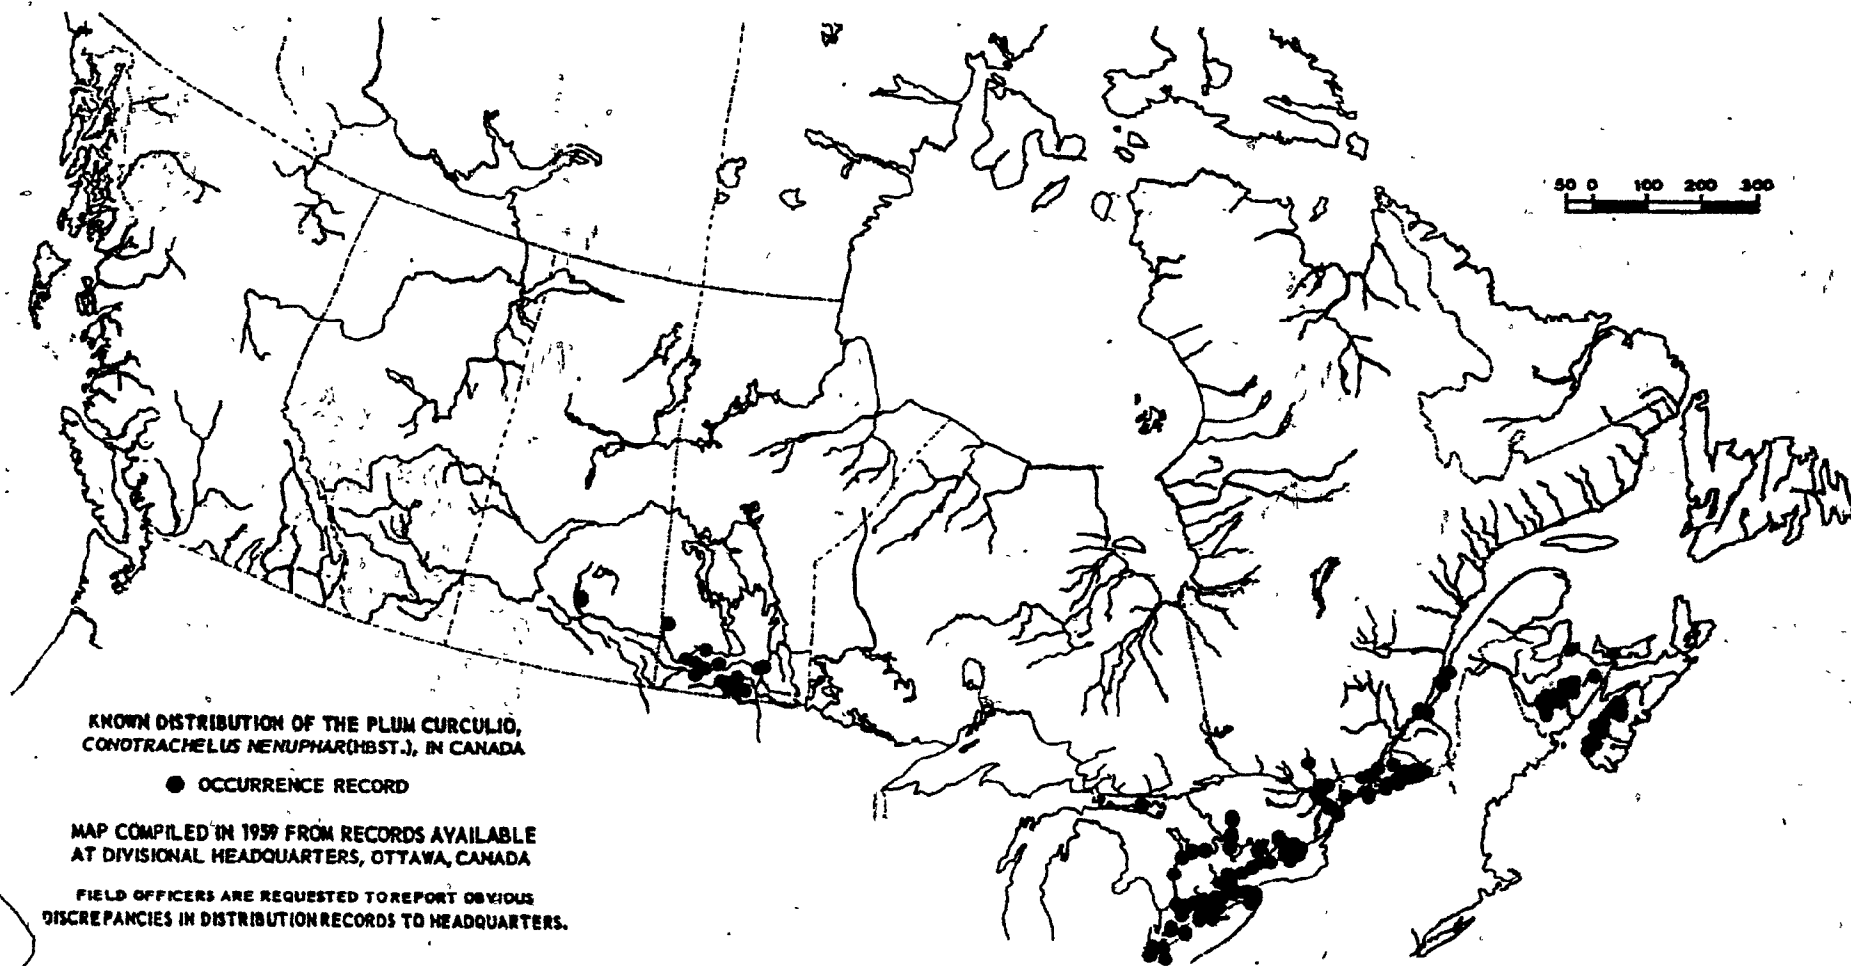 50 0 100 200 300
KNOWN DISTRIBUTION OF THE PLUM CURCULIO,
CONOTRACHELUS NENUPHAR (HBST.), IN CANADA
OCCURRENCE RECORD
MAP COMPILED IN 1959 FROM RECORDS AVAILABLE
AT DIVISIONAL HEADQUARTERS, OTTAWA, CANADA
FIELD OFFICERS ARE REQUESTED TO REPORT OBVIOUS
DISCREPANCIES IN DISTRIBUTION RECORDS TO HEADQUARTERS.